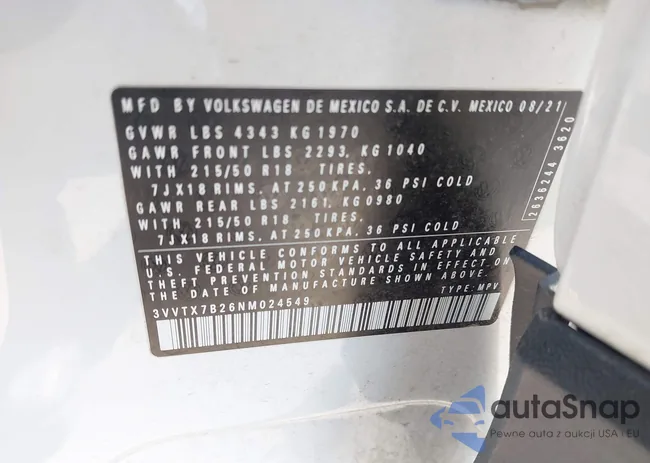 MFD BY VOLKSWAGEN DE MEXICO S.A. DE C.V. MEXICO 08/21
GVWR LBS 4343 KG 1970
GAWR FRONT LBS 2293, KG 1040
WITH 215/50 R18 TIRES.
7JX18 RIMS, AT 250 KPA, 36 PSI COLD
GAWR REAR LBS 2161, KG 0980
WITH 215/50 R18 TIRES.
7JX18 RIMS, AT 250 KPA, 36 PSI COLD
THIS VEHICLE CONFORMS TO ALL APPLICABLE
U.S. FEDERAL MOTOR VEHICLE SAFETY AND
THEFT PREVENTION STANDARDS IN EFFECT ON
THE DATE OF MANUFACTURE SHOWN ABOVE.
3VVTX7B26NM024549
TYPE: MPV
2636244 3620
autoSnap
Pewne auta z aukcji USA i EU